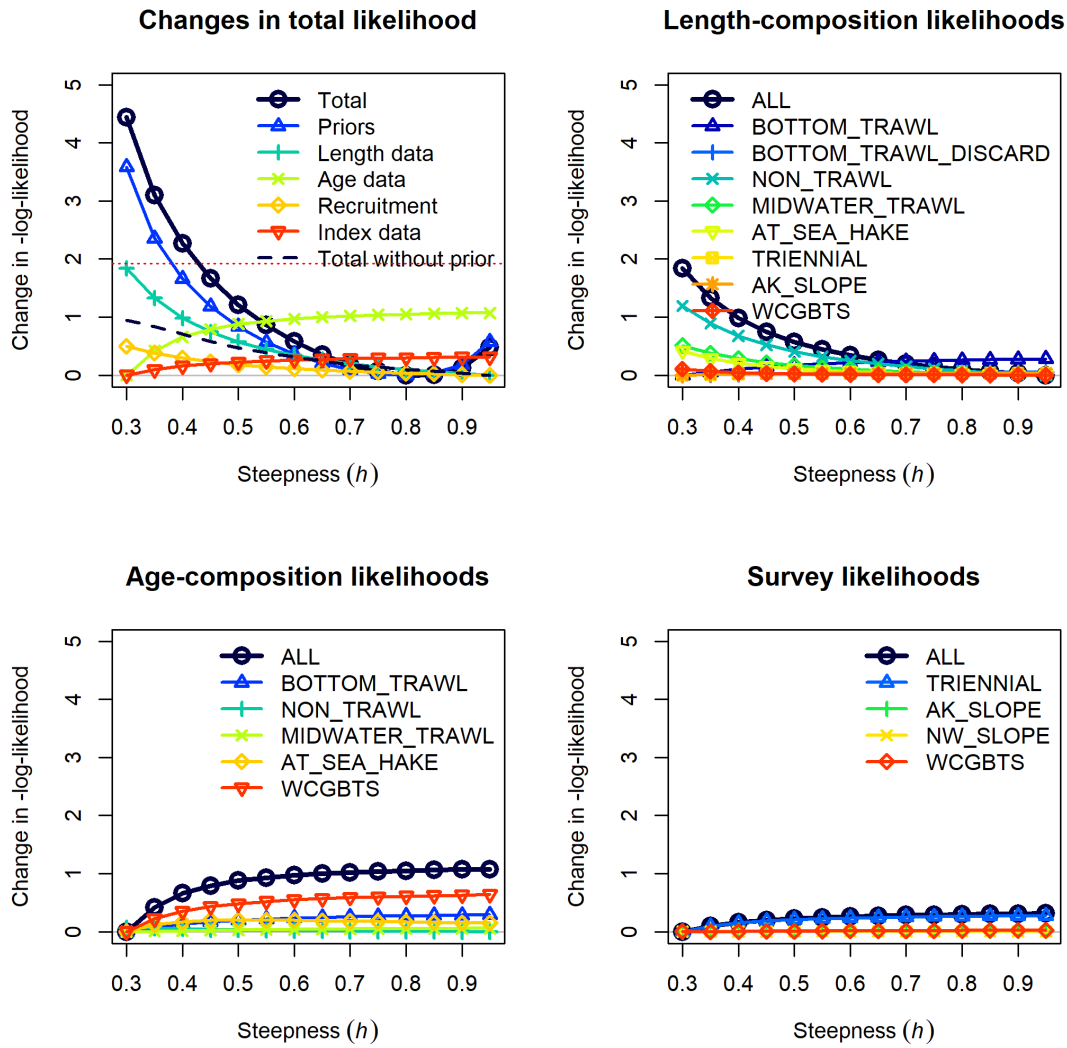 Changes in total likelihood
Change in -log-likelihood
5
4
3
2
1
0
Total
Priors
Length data
Age data
Recruitment
Index data
Total without prior
0.3 0.4 0.5 0.6 0.7 0.8 0.9
Steepness (h)
Length-composition likelihoods
Change in -log-likelihood
5
4
3
2
1
0
ALL
BOTTOM_TRAWL
BOTTOM_TRAWL_DISCARD
NON_TRAWL
MIDWATER_TRAWL
AT_SEA_HAKE
TRIENNIAL
AK_SLOPE
WCGBTS
0.3 0.4 0.5 0.6 0.7 0.8 0.9
Steepness (h)
Age-composition likelihoods
Change in -log-likelihood
5
4
3
2
1
0
ALL
BOTTOM_TRAWL
NON_TRAWL
MIDWATER_TRAWL
AT_SEA_HAKE
WCGBTS
0.3 0.4 0.5 0.6 0.7 0.8 0.9
Steepness (h)
Survey likelihoods
Change in -log-likelihood
5
4
3
2
1
0
ALL
TRIENNIAL
AK_SLOPE
NW_SLOPE
WCGBTS
0.3 0.4 0.5 0.6 0.7 0.8 0.9
Steepness (h)